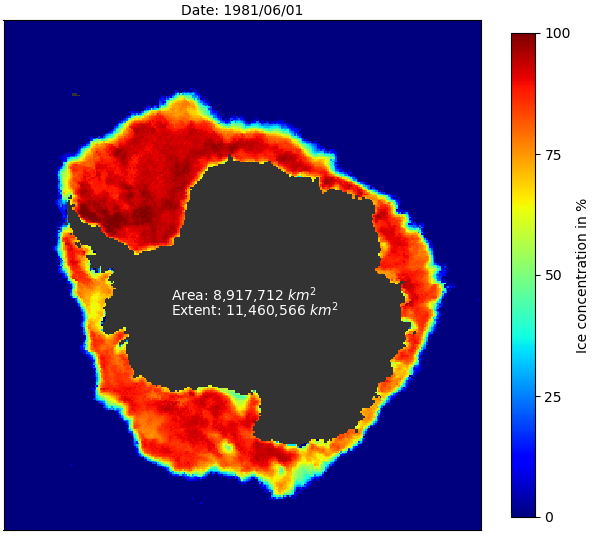 Date: 1981/06/01
Area: 8,917,712 km²
Extent: 11,460,566 km²
100
75
50
25
0
Ice concentration in %